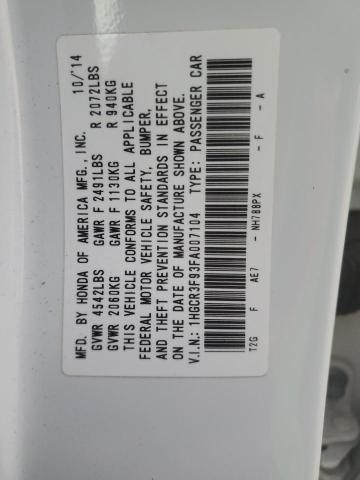 MFD. BY HONDA OF AMERICA MFG., INC. 10/'14
GVWR 4542LBS GAWR F 2491LBS R 2072LBS
GVWR 2060KG GAWR F 1130KG R 940KG
THIS VEHICLE CONFORMS TO ALL APPLICABLE
FEDERAL MOTOR VEHICLE SAFETY, BUMPER,
AND THEFT PREVENTION STANDARDS IN EFFECT
ON THE DATE OF MANUFACTURE SHOWN ABOVE.
V.I.N.: 1HGCR3F93FA007104 TYPE: PASSENGER CAR
T2G F AE7 - NH788PX - F - A